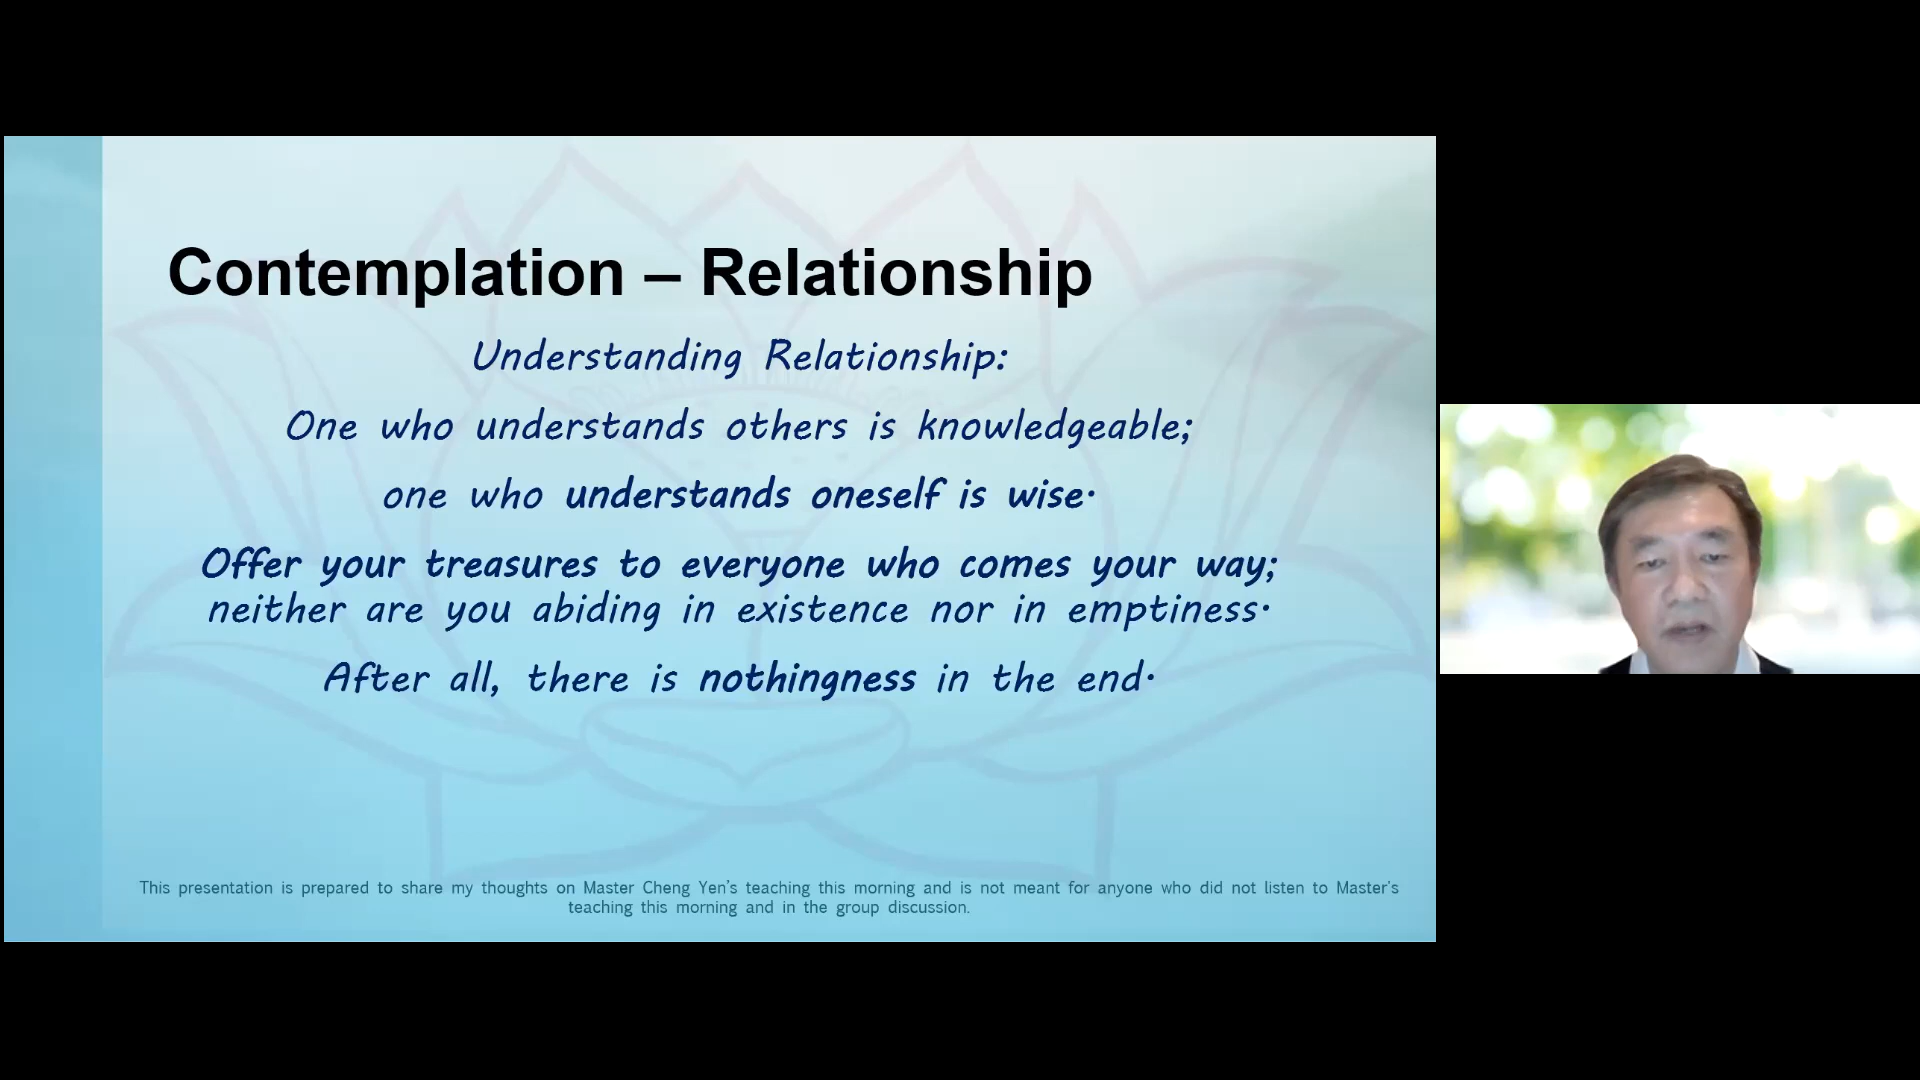 Contemplation – Relationship
Understanding Relationship:
One who understands others is knowledgeable;
one who understands oneself is wise.
Offer your treasures to everyone who comes your way;
neither are you abiding in existence nor in emptiness.
After all, there is nothingness in the end.
This presentation is prepared to share my thoughts on Master Cheng Yen's teaching this morning and is not meant for anyone who did not listen to Master's
teaching this morning and in the group discussion.